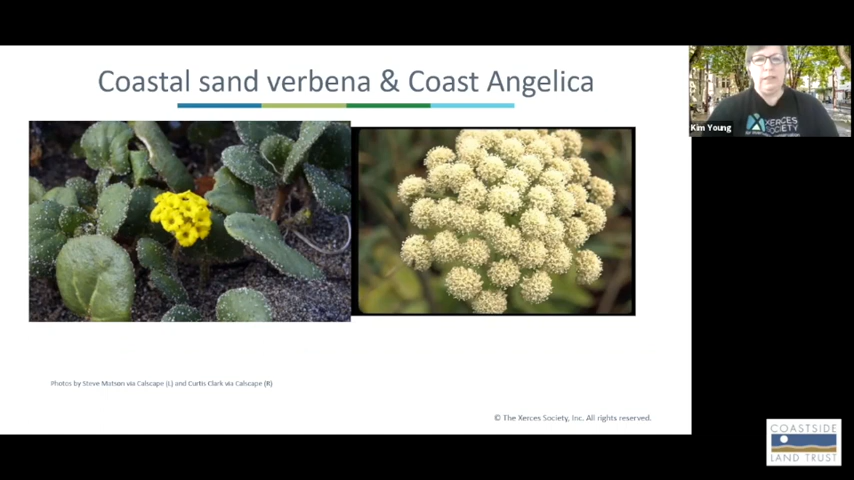 Coastal sand verbena & Coast Angelica
Kim Young
XERCES
SOCIETY
Photos by Steve Matson via Calscape (L) and Curtis Clark via Calscape (R)
© The Xerces Society, Inc. All rights reserved.
COASTSIDE
LAND TRUST